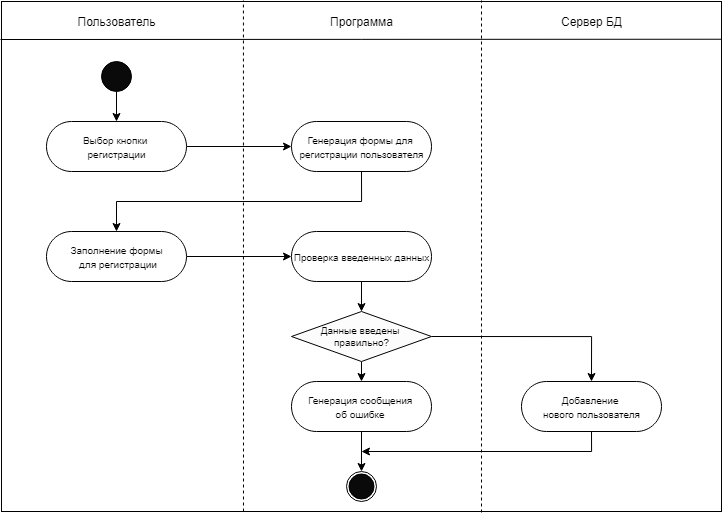 Пользователь
Программа
Сервер БД
Выбор кнопки
регистрации
Генерация формы для
регистрации пользователя
Заполнение формы
для регистрации
Проверка введенных данных
Данные введены
правильно?
Генерация сообщения
об ошибке
Добавление
нового пользователя